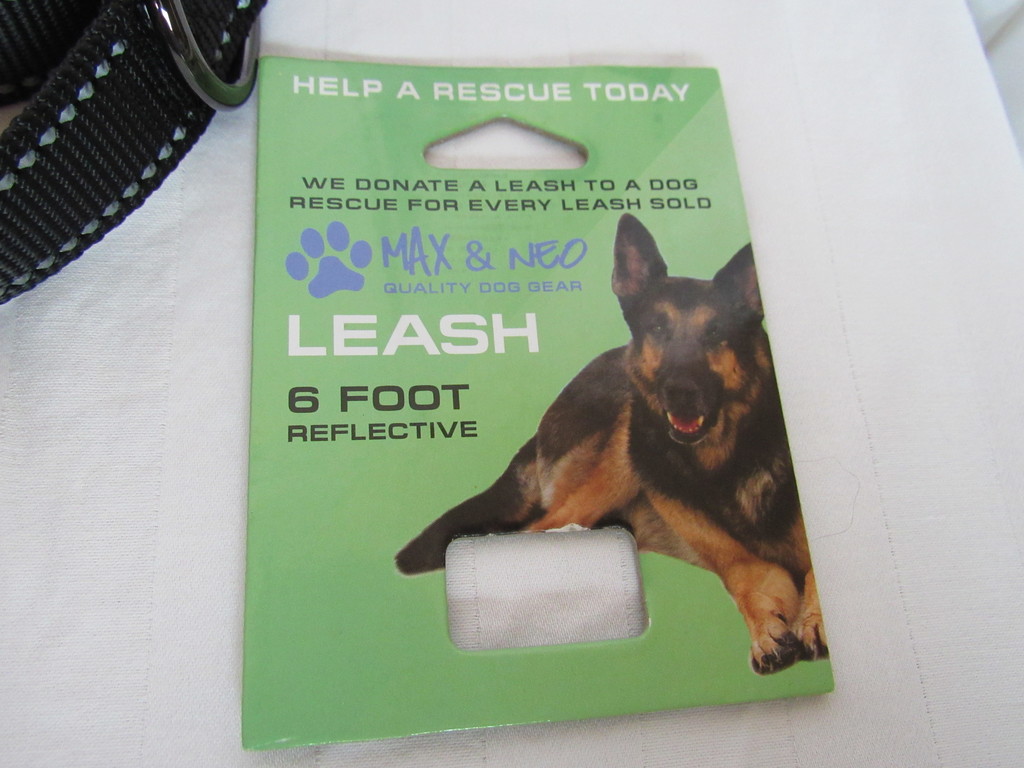 HELP A RESCUE TODAY
WE DONATE A LEASH TO A DOG
RESCUE FOR EVERY LEASH SOLD
MAX & NEO
QUALITY DOG GEAR
LEASH
6 FOOT
REFLECTIVE